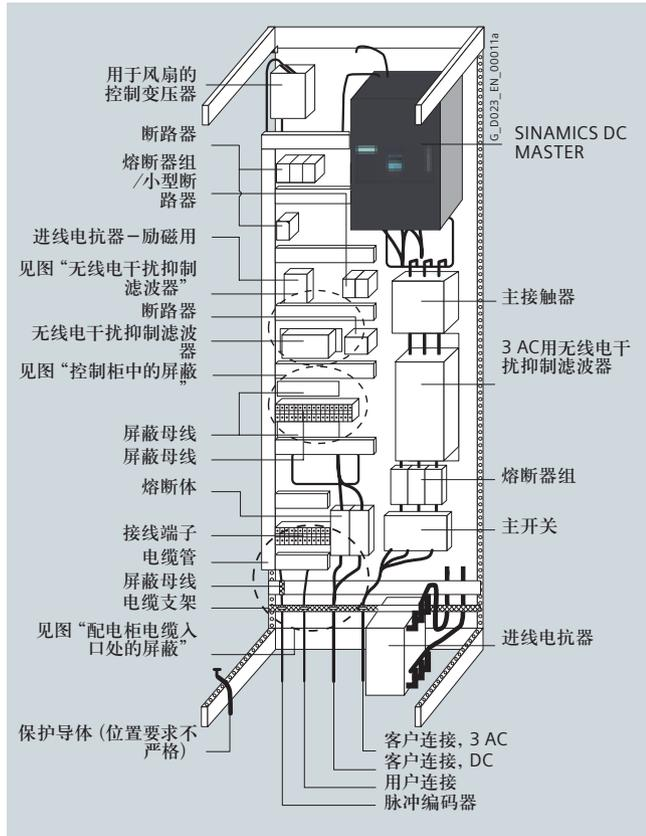 用于风扇的
控制变压器
断路器
熔断器组
/小型断
路器
进线电抗器–励磁用
见图 “无线电干扰抑制
滤波器”
断路器
无线电干扰抑制滤波
器
见图 “控制柜中的屏蔽
”
屏蔽母线
屏蔽母线
熔断体
接线端子
电缆管
屏蔽母线
电缆支架
见图 “配电柜电缆入
口处的屏蔽”
保护导体 (位置要求不
严格)
G_D023_EN_00011a
SINAMICS DC
MASTER
主接触器
3 AC用无线电干
扰抑制滤波器
熔断器组
主开关
进线电抗器
客户连接, 3 AC
客户连接, DC
用户连接
脉冲编码器